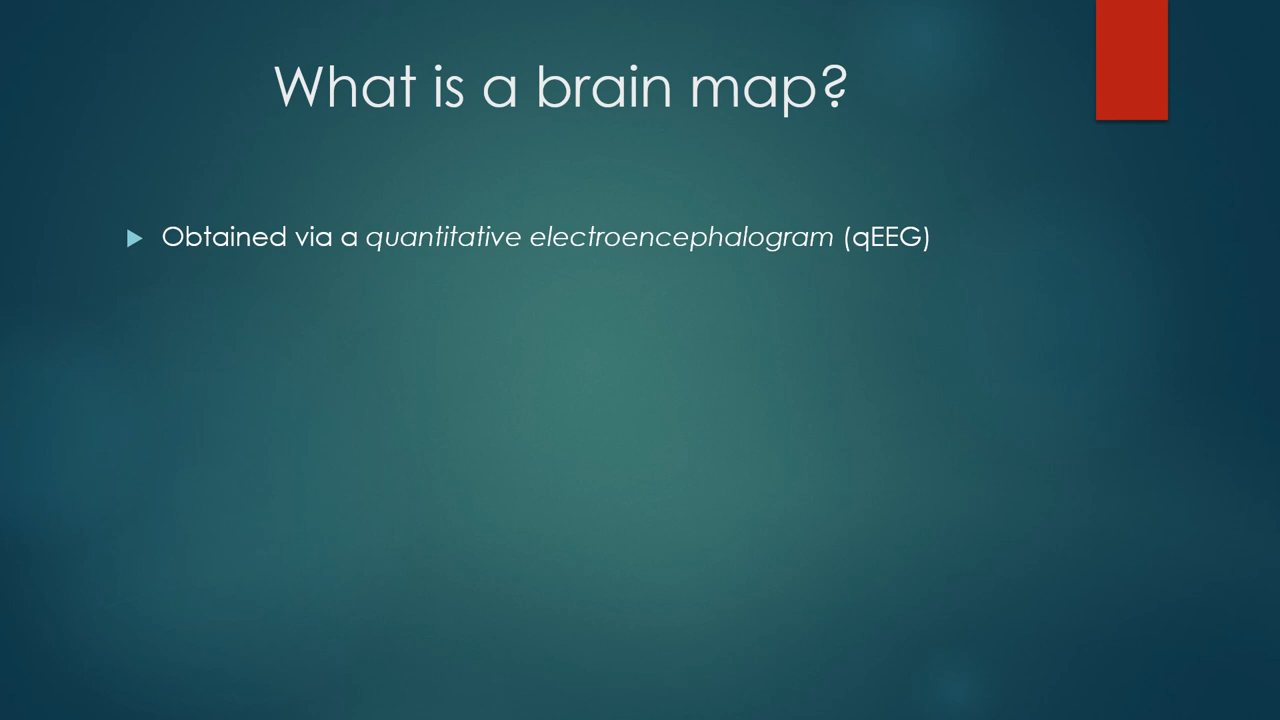 What is a brain map?
Obtained via a quantitative electroencephalogram (qEEG)